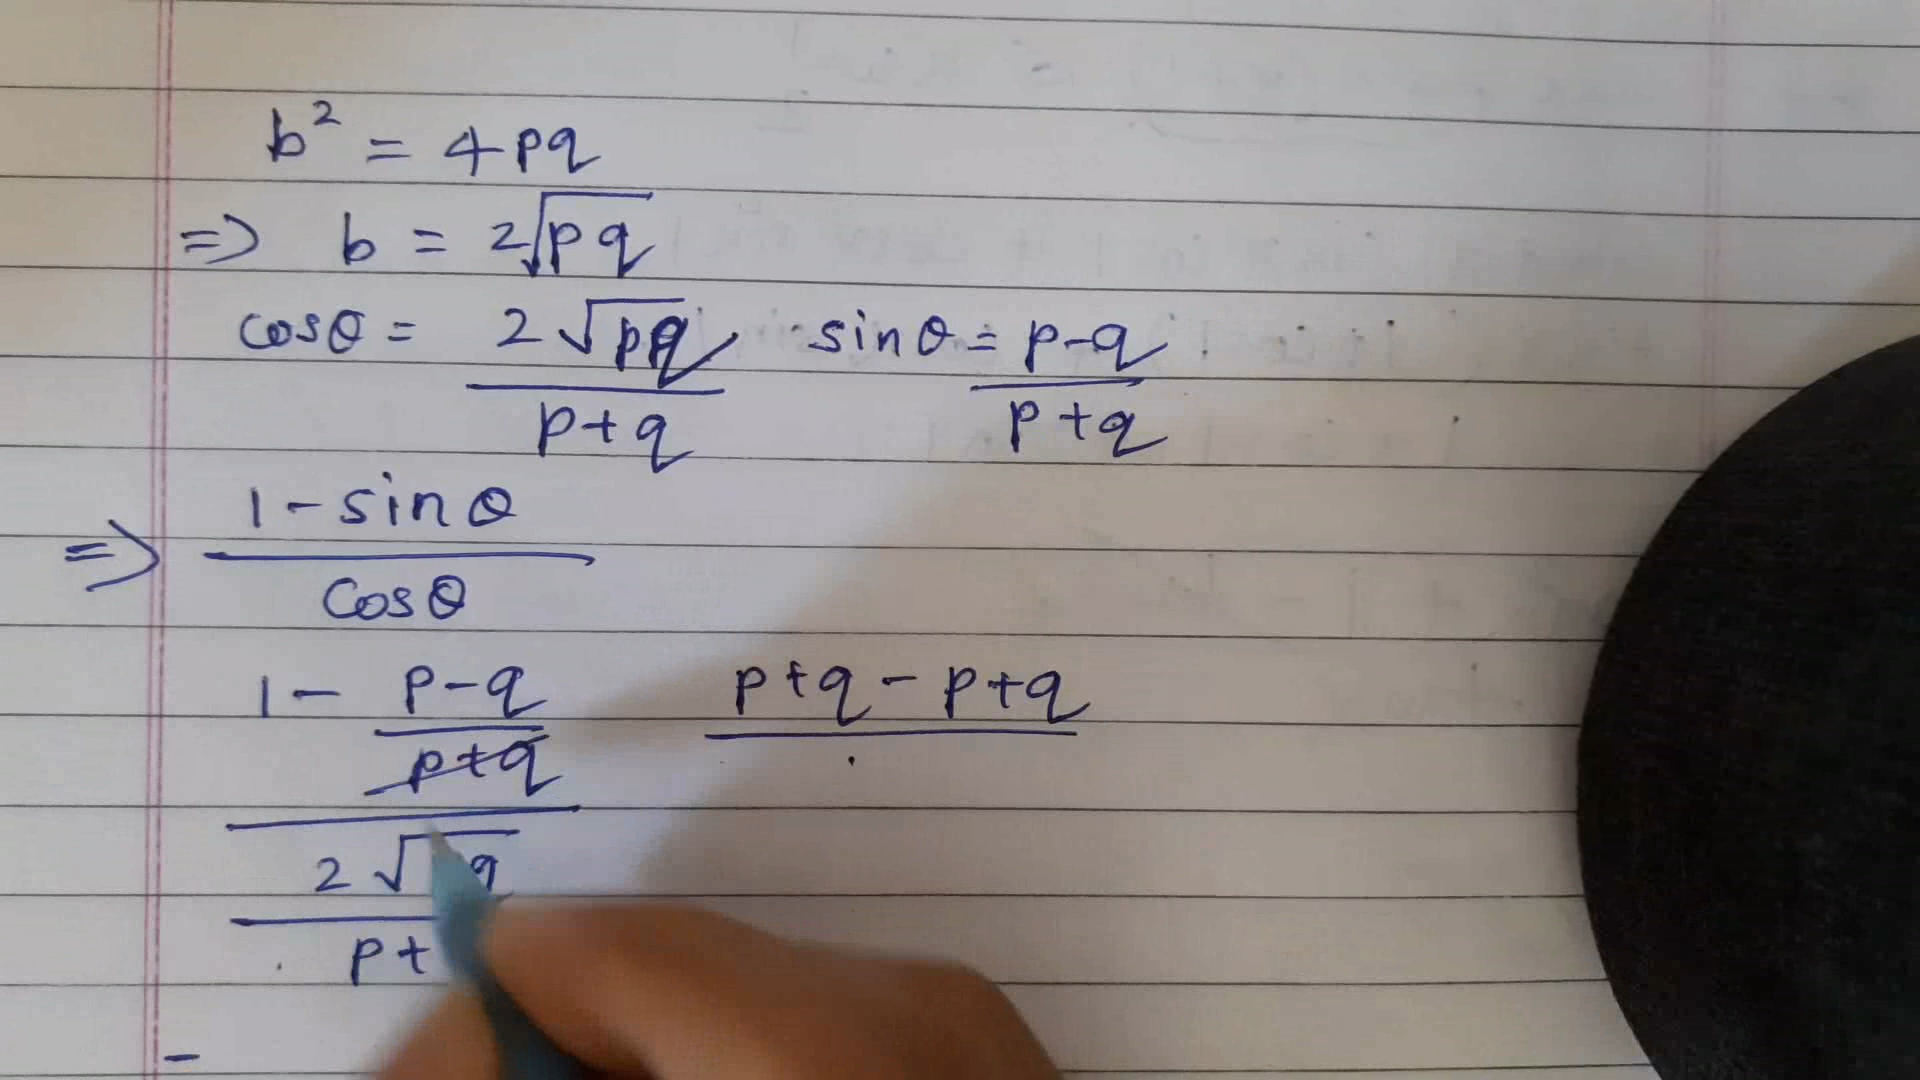 b² = 4pq
=> b = 2√pq
cosθ = 2√pq / p+q sinθ = p-q / p+q
=> 1 - sinθ / cosθ
1 - p-q / p+q p+q - p+q
2√ q
p+